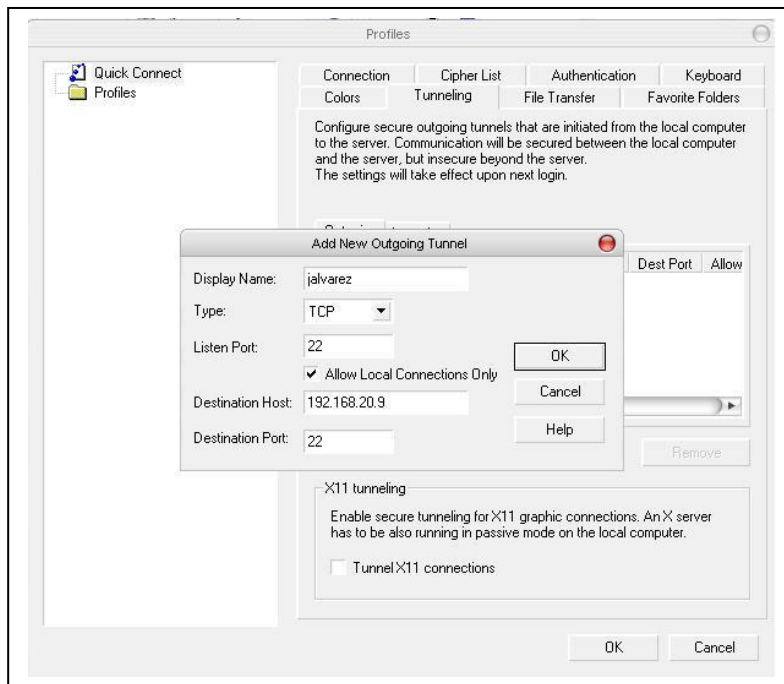 Profiles
Quick Connect
Profiles
Connection Cipher List Authentication Keyboard
Colors Tunneling File Transfer Favorite Folders
Configure secure outgoing tunnels that are initiated from the local computer
to the server. Communication will be secured between the local computer
and the server, but insecure beyond the server.
The settings will take effect upon next login.
Add New Outgoing Tunnel
Dest Port Allow
Display Name: jalvarez
Type: TCP
Listen Port: 22
Allow Local Connections Only
Destination Host: 192.168.20.9
Destination Port: 22
OK
Cancel
Help
Remove
X11 tunneling
Enable secure tunneling for X11 graphic connections. An X server
has to be also running in passive mode on the local computer.
Tunnel X11 connections
OK Cancel